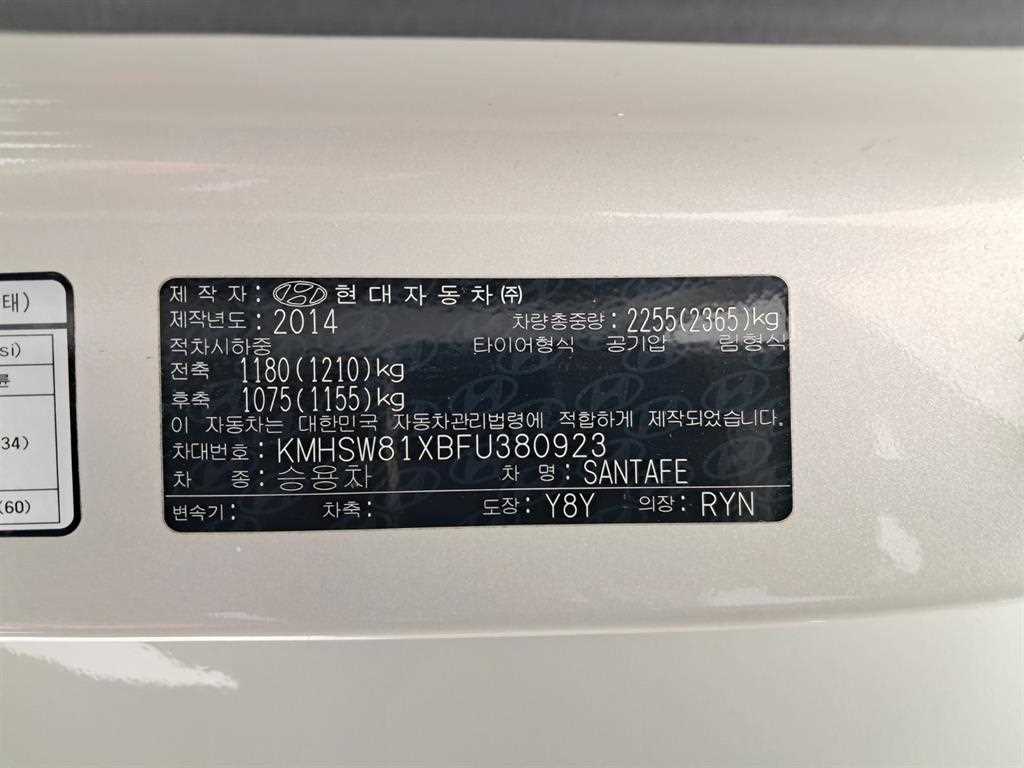 태)
si)
륜
34)
(60)
제 작 자 : 현대자동차(주)
제작년도 : 2014 차량총중량 : 2255(2365)kg
적차시하중 타이어형식 공기압 림형식
전축 1180(1210)kg
후축 1075(1155)kg
이 자동차는 대한민국 자동차관리법령에 적합하게 제작되었습니다.
차대번호 : KMHSW81XBFU380923
차 종 : 승용차 차 명 : SANTAFE
변속기 : 차축 : 도장 : Y8Y 의장 : RYN